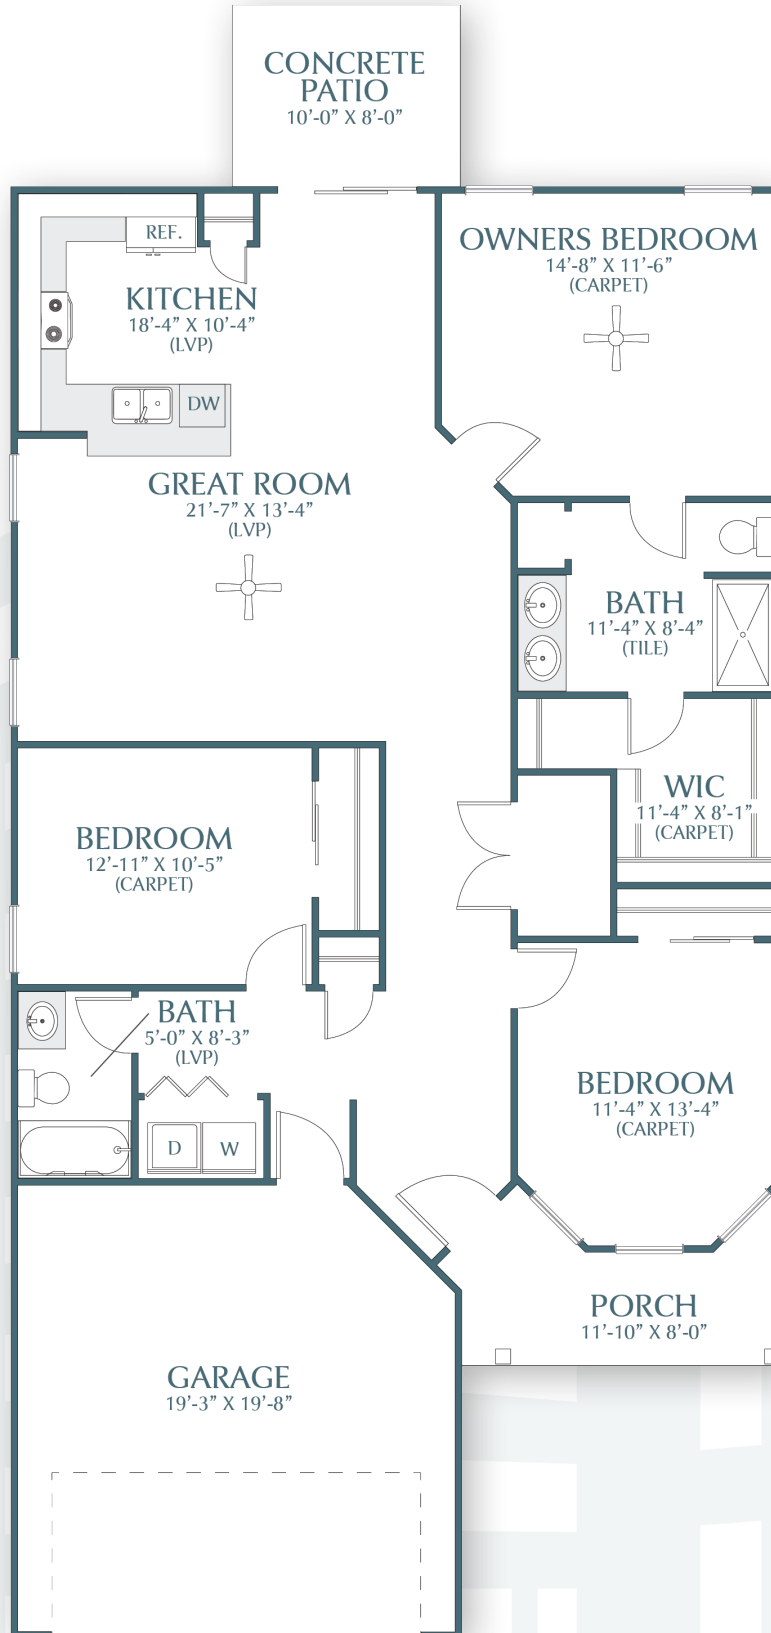 CONCRETE
PATIO
10’-0” X 8’-0”
REF.
KITCHEN
18’-4” X 10’-4”
(LVP)
DW
OWNERS BEDROOM
14’-8” X 11’-6”
(CARPET)
GREAT ROOM
21’-7” X 13’-4”
(LVP)
BATH
11’-4” X 8’-4”
(TILE)
WIC
11’-4” X 8’-1”
(CARPET)
BEDROOM
12’-11” X 10’-5”
(CARPET)
BATH
5’-0” X 8’-3”
(LVP)
D
W
BEDROOM
11’-4” X 13’-4”
(CARPET)
PORCH
11’-10” X 8’-0”
GARAGE
19’-3” X 19’-8”